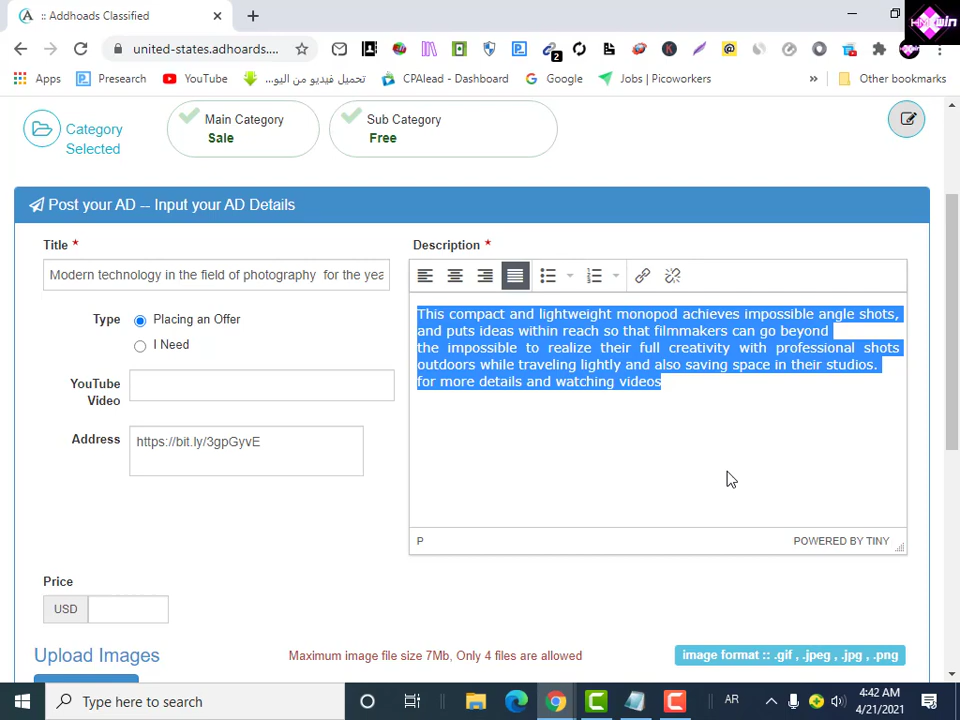 :: Addhoards Classified
HM Win
united-states.adhoards....
2
Apps
Presearch
YouTube
تحميل فيديو من اليو...
CPAlead - Dashboard
Google
Jobs | Picoworkers
»
Other bookmarks
Category
Selected
Main Category
Sale
Sub Category
Free
Post your AD -- Input your AD Details
Title *
Modern technology in the field of photography for the yea
Type
Placing an Offer
I Need
YouTube
Video
Address
https://bit.ly/3gpGyvE
Description *
This compact and lightweight monopod achieves impossible angle shots,
and puts ideas within reach so that filmmakers can go beyond
the impossible to realize their full creativity with professional shots
outdoors while traveling lightly and also saving space in their studios.
for more details and watching videos
P
POWERED BY TINY
Price
USD
Upload Images
Maximum image file size 7Mb, Only 4 files are allowed
image format :: .gif , .jpeg , .jpg , .png
Type here to search
AR
4:42 AM
4/21/2021